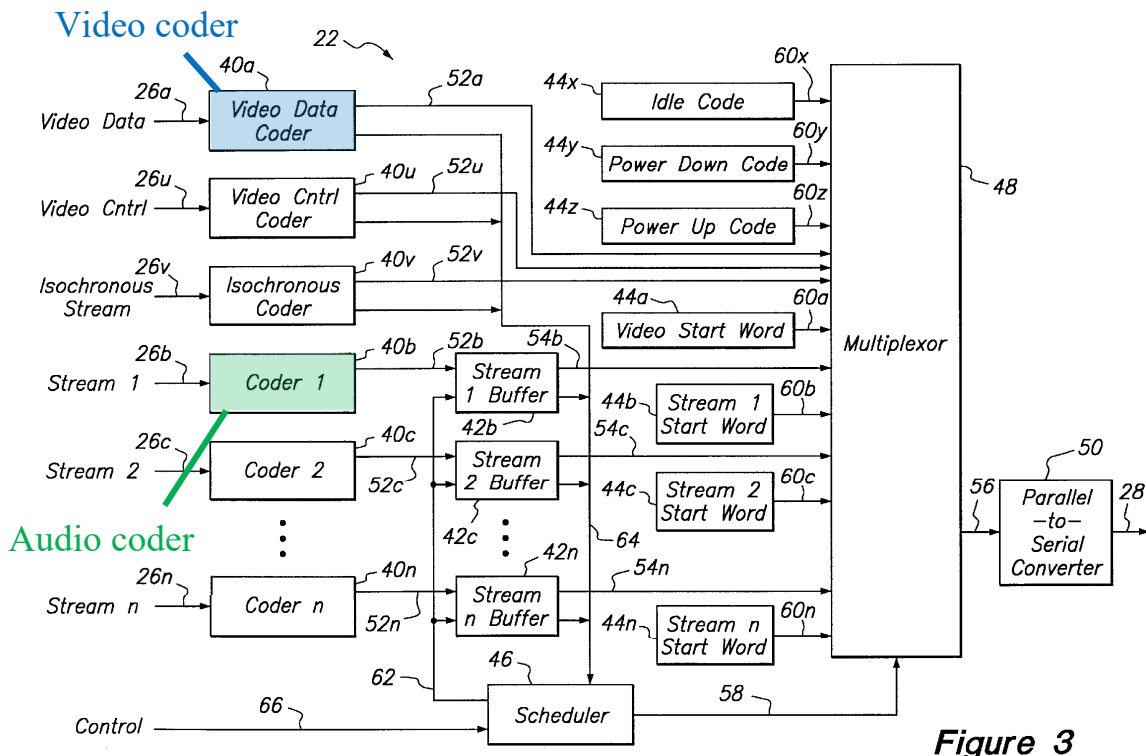 Video coder
22
40a
52a
60x
44x
Idle Code
26a
Video Data
Video Data
Coder
60y
44y
Power Down Code
48
40u
52u
26u
Video Cntrl
Video Cntrl
Coder
60z
44z
Power Up Code
40v
52v
26v
Isochronous
Stream
Isochronous
Coder
44a
60a
Video Start Word
Multiplexor
40b
52b
54b
26b
Stream 1
Coder 1
Stream
1 Buffer
42b
44b
Stream 1
Start Word
60b
40c
54c
26c
Stream 2
Coder 2
52c
Stream
2 Buffer
42c
44c
Stream 2
Start Word
60c
50
56
Parallel
-to-
Serial
Converter
28
Audio coder
64
42n
40n
54n
26n
Stream n
Coder n
52n
Stream
n Buffer
44n
Stream n
Start Word
60n
46
62
58
Control
66
Scheduler
Figure 3